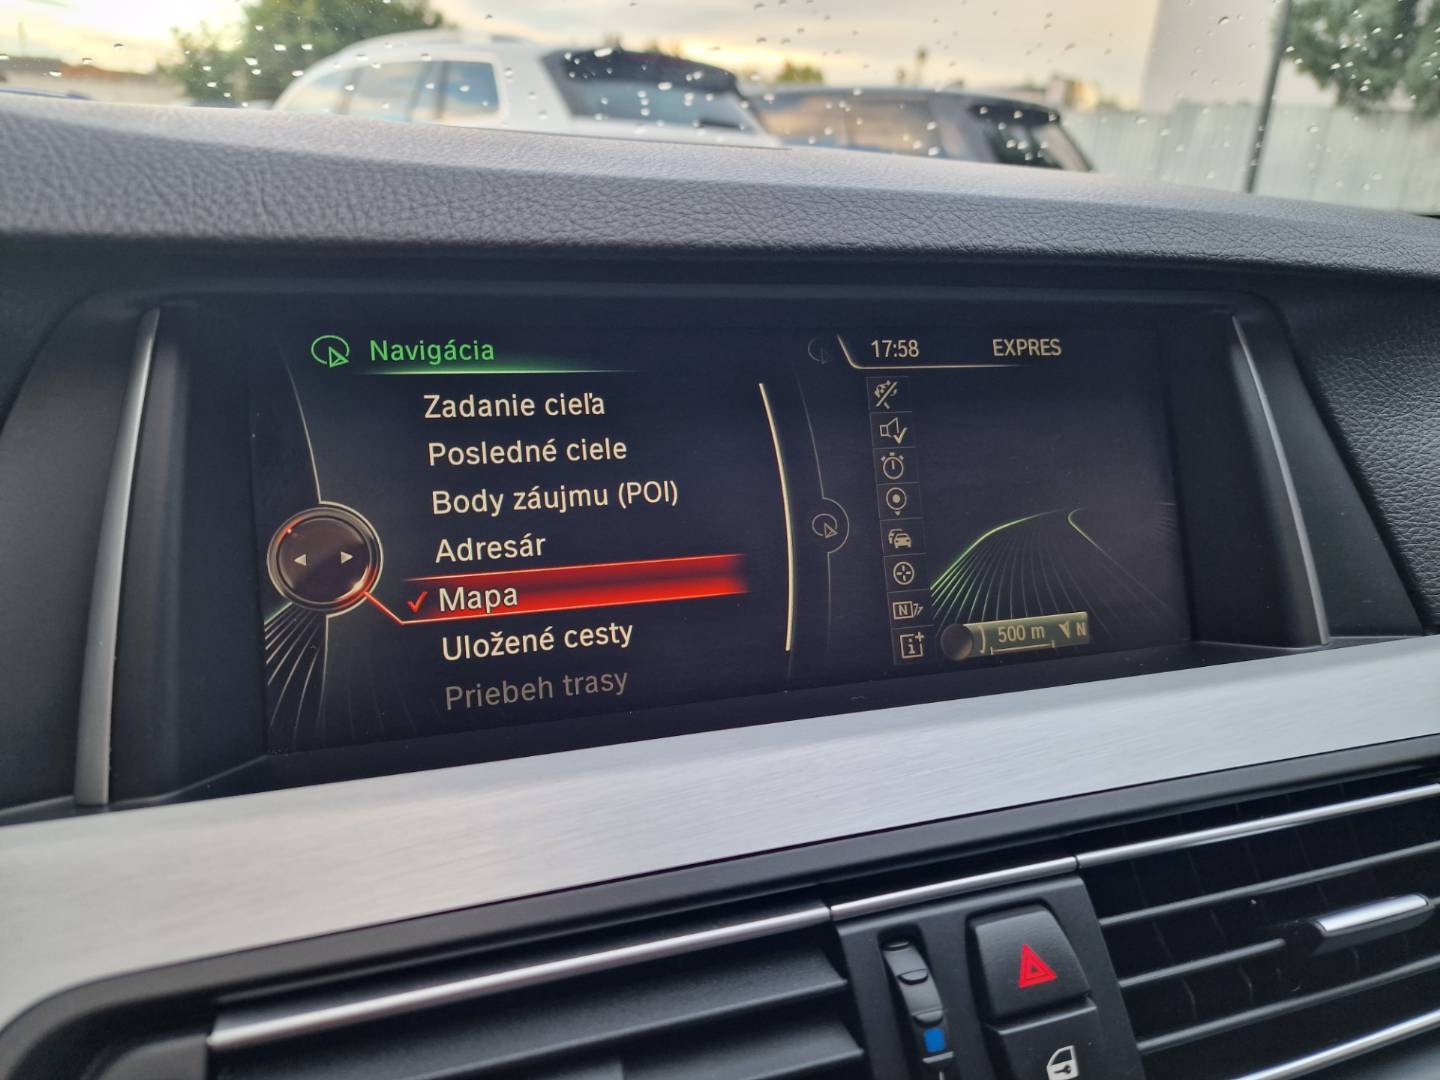 Navigácia
Zadanie cieľa
Posledné ciele
Body záujmu (POI)
Adresár
Mapa
Uložené cesty
Priebeh trasy
17:58 EXPRES
N
i
500 m N